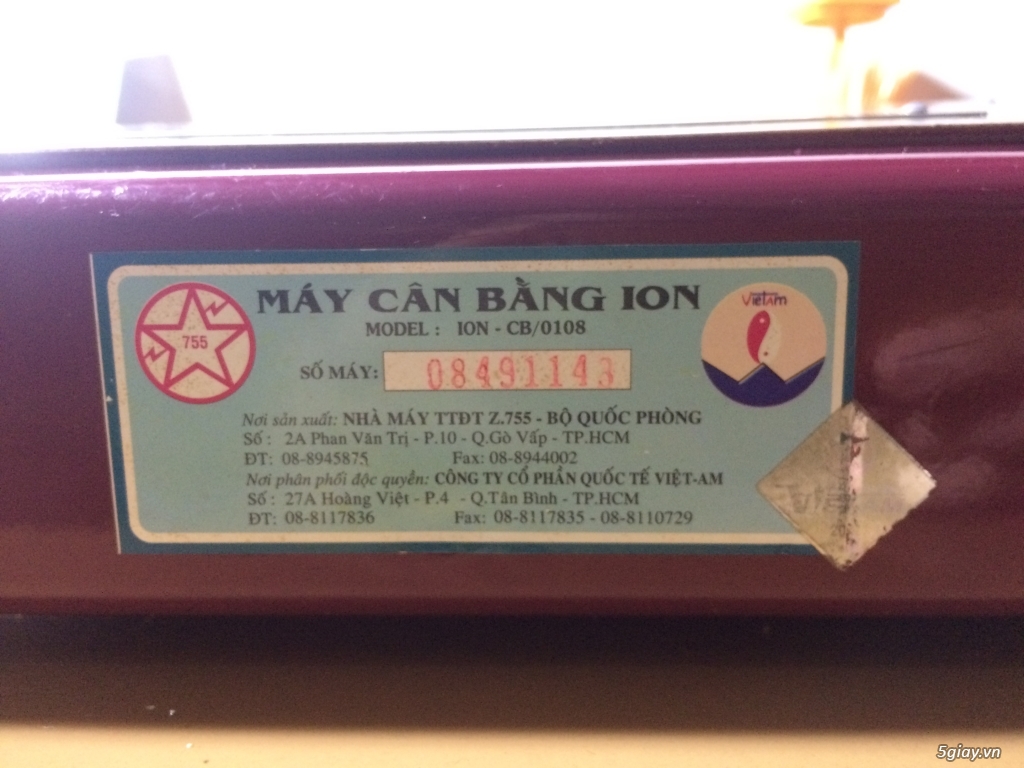 MÁY CÂN BẰNG ION
MODEL : ION - CB/0108
755
Vietam
SỐ MÁY: 08491143
Nơi sản xuất: NHÀ MÁY TTĐT Z.755 - BỘ QUỐC PHÒNG
Số : 2A Phan Văn Trị - P.10 - Q.Gò Vấp - TP.HCM
ĐT: 08-8945875 Fax: 08-8944002
Nơi phân phối độc quyền: CÔNG TY CỔ PHẦN QUỐC TẾ VIỆT-AM
Số : 27A Hoàng Việt - P.4 - Q.Tân Bình - TP.HCM
ĐT: 08-8117836 Fax: 08-8117835 - 08-8110729
5giay.vn